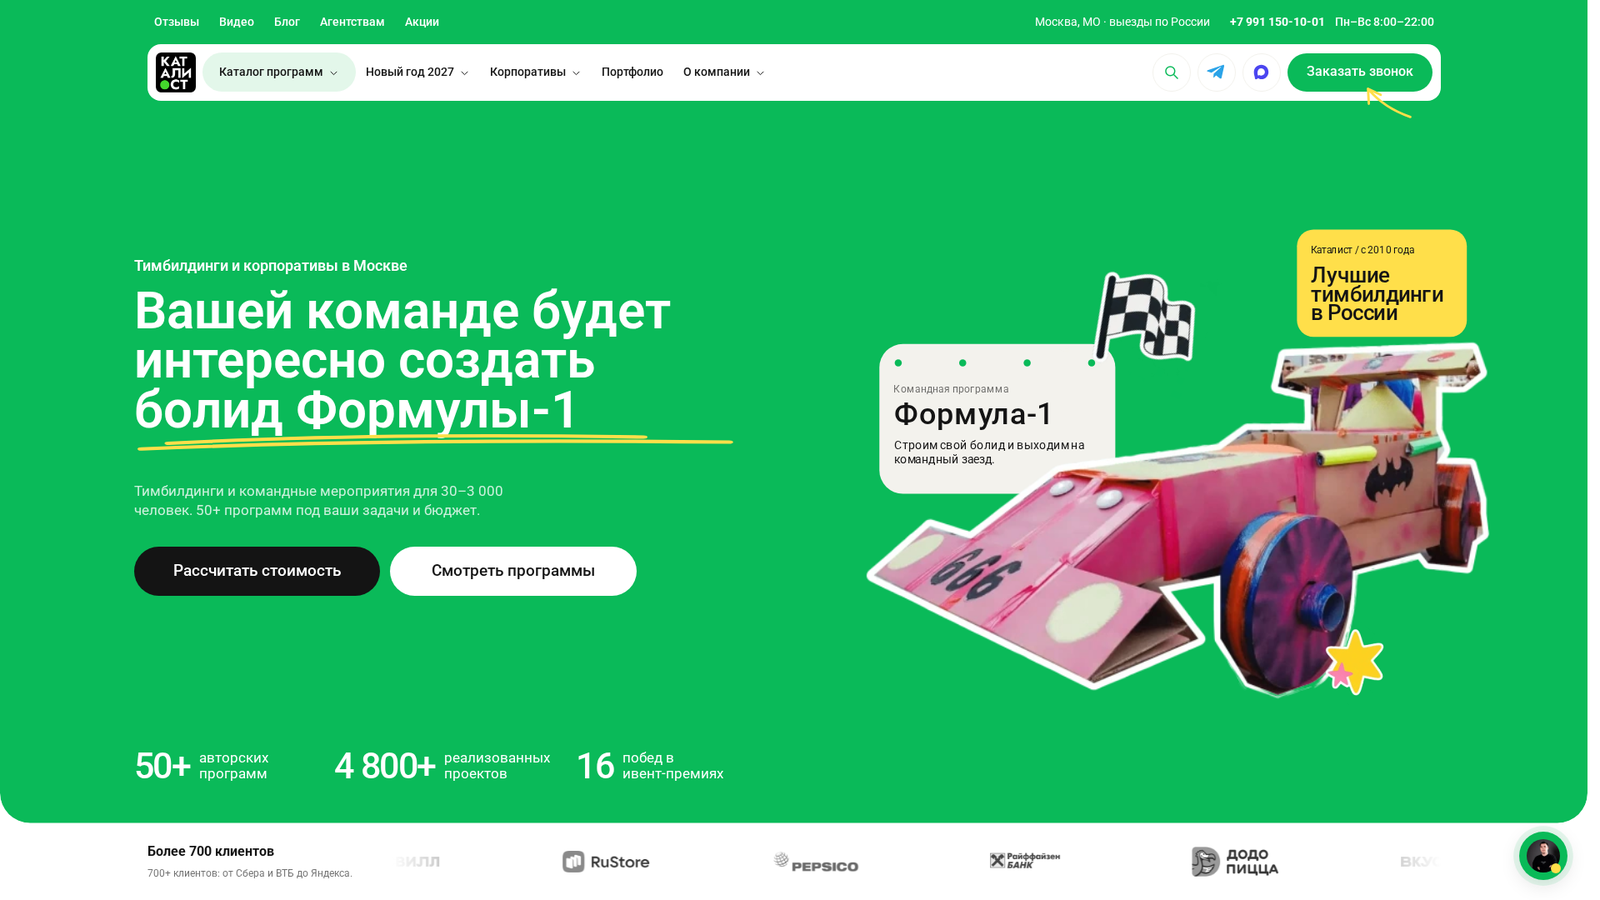 Отзывы Видео Блог Агентствам Акции Москва, МО · выезды по России +7 991 150-10-01 Пн–Вс 8:00–22:00
КАТ
АЛИ
СТ
Каталог программ Новый год 2027 Корпоративы Портфолио О компании Заказать звонок
Тимбилдинги и корпоративы в Москве
Вашей команде будет
интересно создать
болид Формулы-1
Тимбилдинги и командные мероприятия для 30–3 000
человек. 50+ программ под ваши задачи и бюджет.
Рассчитать стоимость Смотреть программы
Каталист / с 2010 года
Лучшие
тимбилдинги
в России
Командная программа
Формула-1
Строим свой болид и выходим на
командный заезд.
666
50+ авторских
программ
4 800+ реализованных
проектов
16 побед в
ивент-премиях
Более 700 клиентов
700+ клиентов: от Сбера и ВТБ до Яндекса.
RuStore
PEPSICO
Райффайзен
БАНК
ДОДО
ПИЦЦА